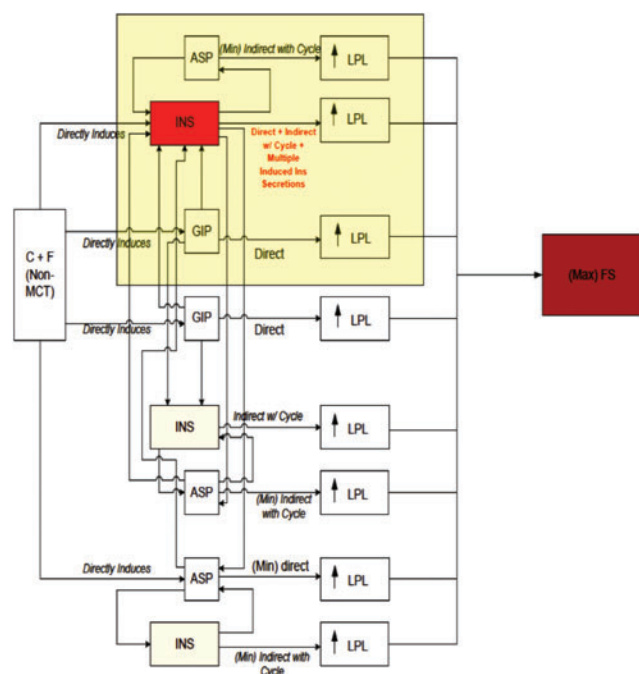 (Min) Indirect with Cycle
ASP
LPL
INS
LPL
Directly Induces
Direct + Indirect
w/ Cycle +
Multiple
Induced Ins
Secretions
C + F
(Non-
MCT)
GIP
LPL
Directly Induces
Direct
(Max) FS
GIP
LPL
Directly Induces
Direct
Indirect w/ Cycle
INS
LPL
ASP
LPL
(Min) Indirect
with Cycle
(Min) direct
Directly Induces
ASP
LPL
INS
LPL
(Min) Indirect with
Cycle